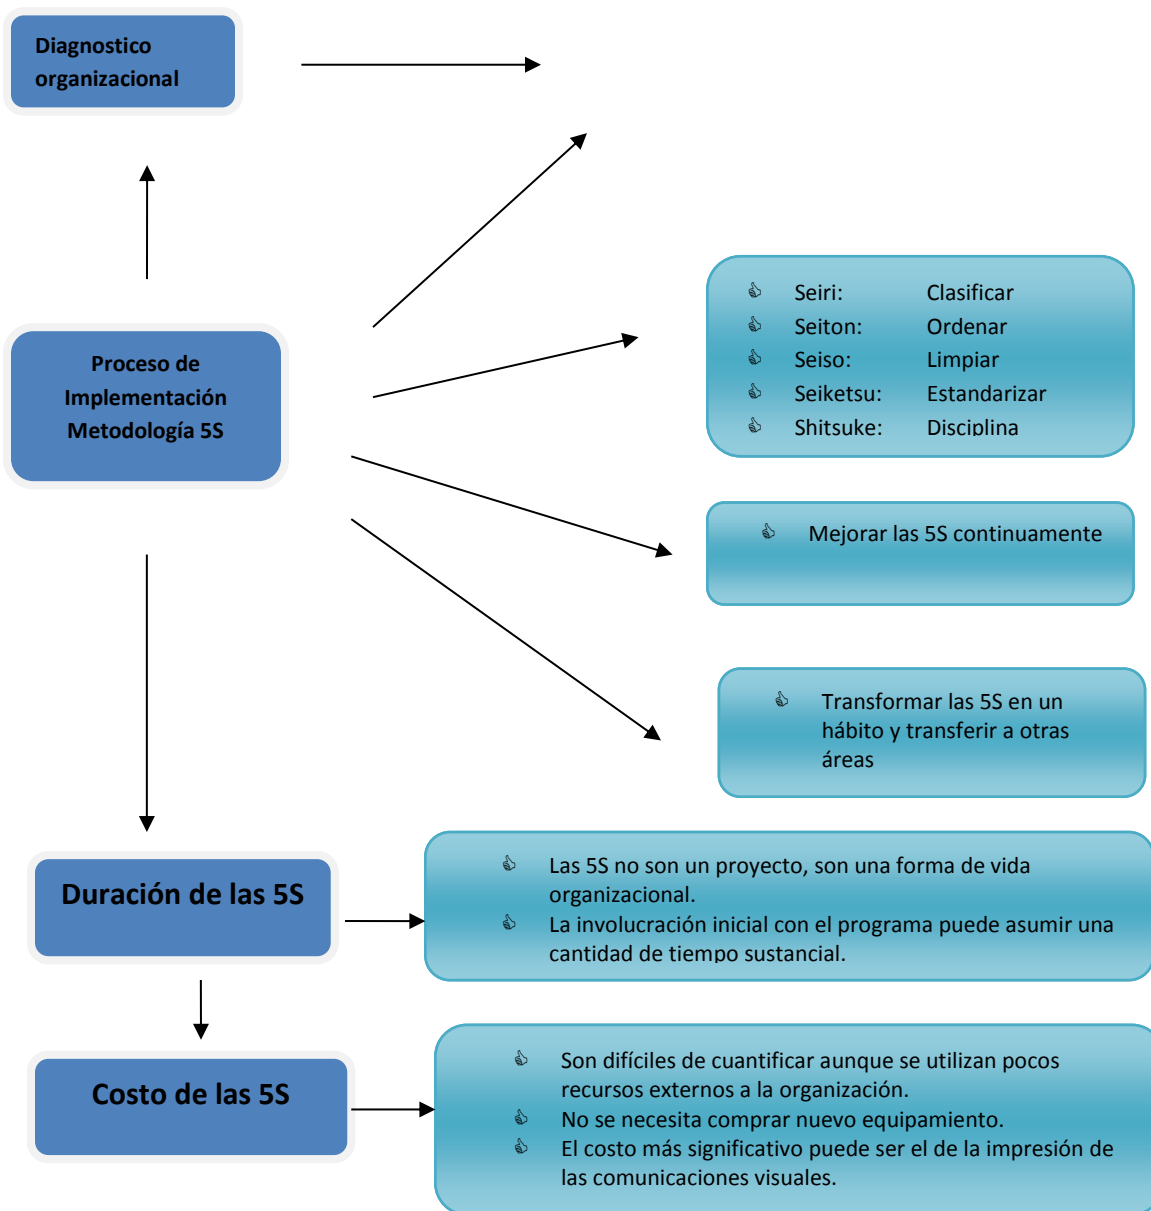 Diagnostico
organizacional
Proceso de
Implementación
Metodología 5S
Seiri: Clasificar
Seiton: Ordenar
Seiso: Limpiar
Seiketsu: Estandarizar
Shitsuke: Disciplina
Mejorar las 5S continuamente
Transformar las 5S en un
hábito y transferir a otras
áreas
Duración de las 5S
Las 5S no son un proyecto, son una forma de vida
organizacional.
La involucración inicial con el programa puede asumir una
cantidad de tiempo sustancial.
Costo de las 5S
Son difíciles de cuantificar aunque se utilizan pocos
recursos externos a la organización.
No se necesita comprar nuevo equipamiento.
El costo más significativo puede ser el de la impresión de
las comunicaciones visuales.